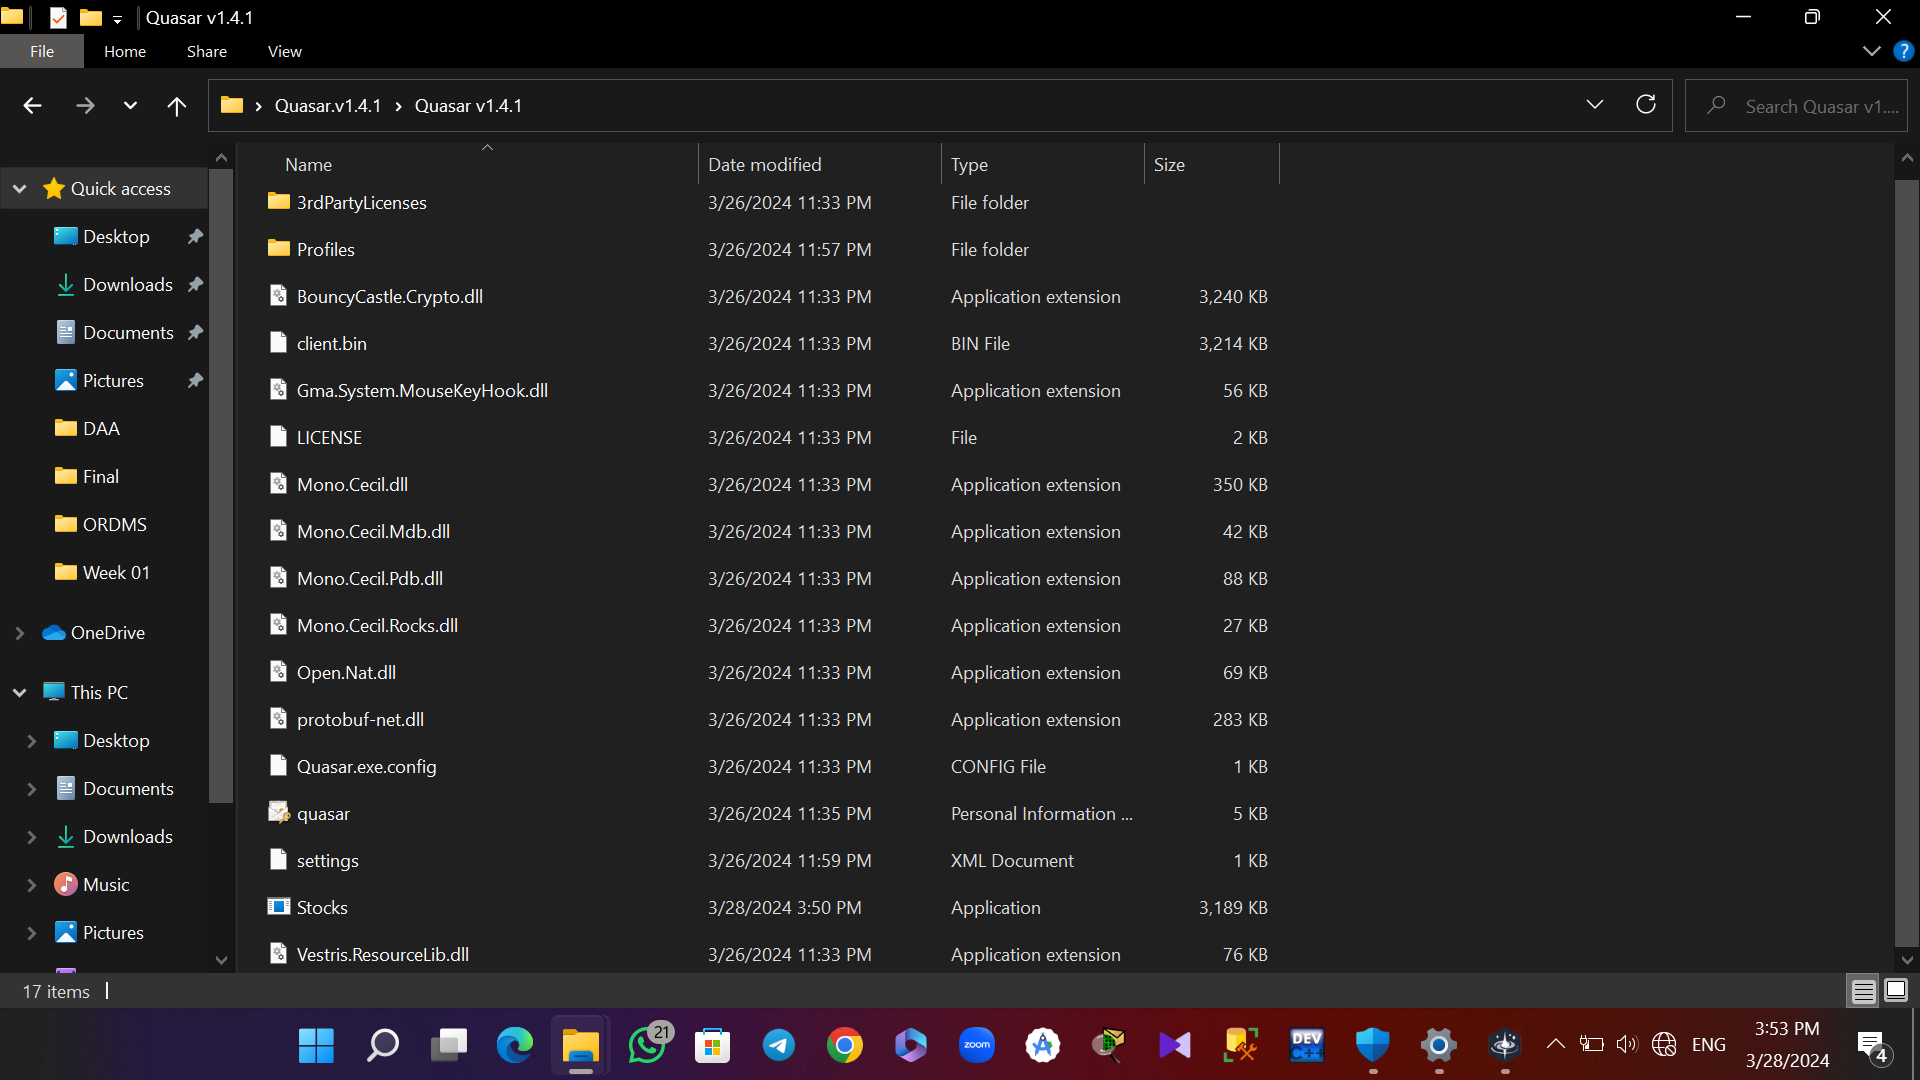 Quasar v1.4.1
File Home Share View
Quasar.v1.4.1 Quasar v1.4.1
Search Quasar v1....
Name Date modified Type Size
Quick access
Desktop
Downloads
Documents
Pictures
DAA
Final
ORDMS
Week 01
OneDrive
This PC
Desktop
Documents
Downloads
Music
Pictures
3rdPartyLicenses 3/26/2024 11:33 PM File folder
Profiles 3/26/2024 11:57 PM File folder
BouncyCastle.Crypto.dll 3/26/2024 11:33 PM Application extension 3,240 KB
client.bin 3/26/2024 11:33 PM BIN File 3,214 KB
Gma.System.MouseKeyHook.dll 3/26/2024 11:33 PM Application extension 56 KB
LICENSE 3/26/2024 11:33 PM File 2 KB
Mono.Cecil.dll 3/26/2024 11:33 PM Application extension 350 KB
Mono.Cecil.Mdb.dll 3/26/2024 11:33 PM Application extension 42 KB
Mono.Cecil.Pdb.dll 3/26/2024 11:33 PM Application extension 88 KB
Mono.Cecil.Rocks.dll 3/26/2024 11:33 PM Application extension 27 KB
Open.Nat.dll 3/26/2024 11:33 PM Application extension 69 KB
protobuf-net.dll 3/26/2024 11:33 PM Application extension 283 KB
Quasar.exe.config 3/26/2024 11:33 PM CONFIG File 1 KB
quasar 3/26/2024 11:35 PM Personal Information ... 5 KB
settings 3/26/2024 11:59 PM XML Document 1 KB
Stocks 3/28/2024 3:50 PM Application 3,189 KB
Vestris.ResourceLib.dll 3/26/2024 11:33 PM Application extension 76 KB
17 items
21
zoom
DEV
C++
ENG
3:53 PM
3/28/2024
4